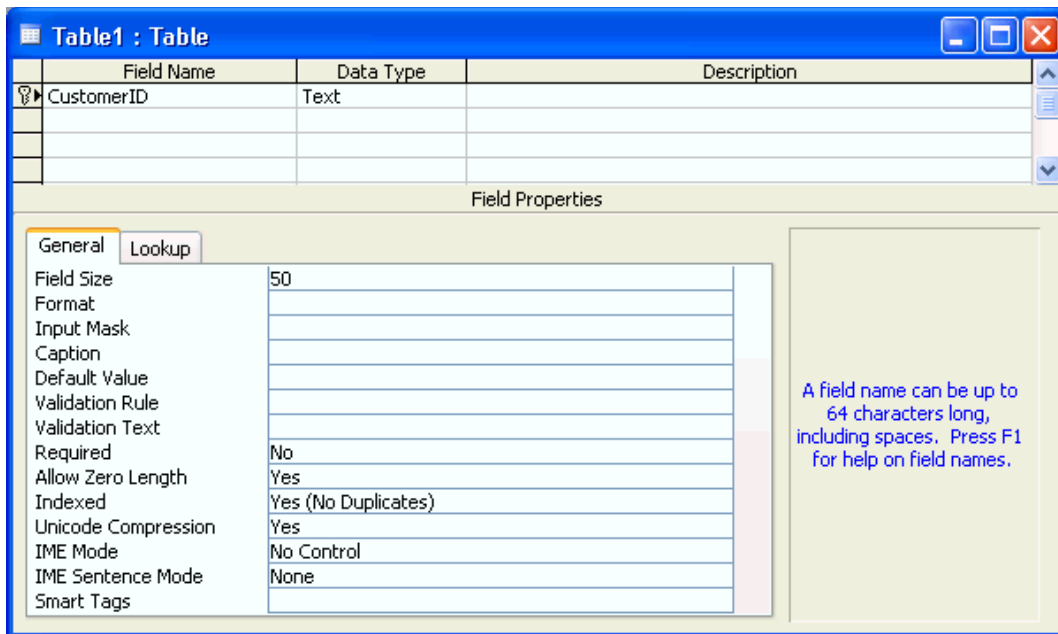 Table1 : Table
Field Name Data Type Description
CustomerID Text
Field Properties
General Lookup
Field Size 50
Format
Input Mask
Caption
Default Value
Validation Rule
Validation Text
Required No
Allow Zero Length Yes
Indexed Yes (No Duplicates)
Unicode Compression Yes
IME Mode No Control
IME Sentence Mode None
Smart Tags
A field name can be up to
64 characters long,
including spaces. Press F1
for help on field names.